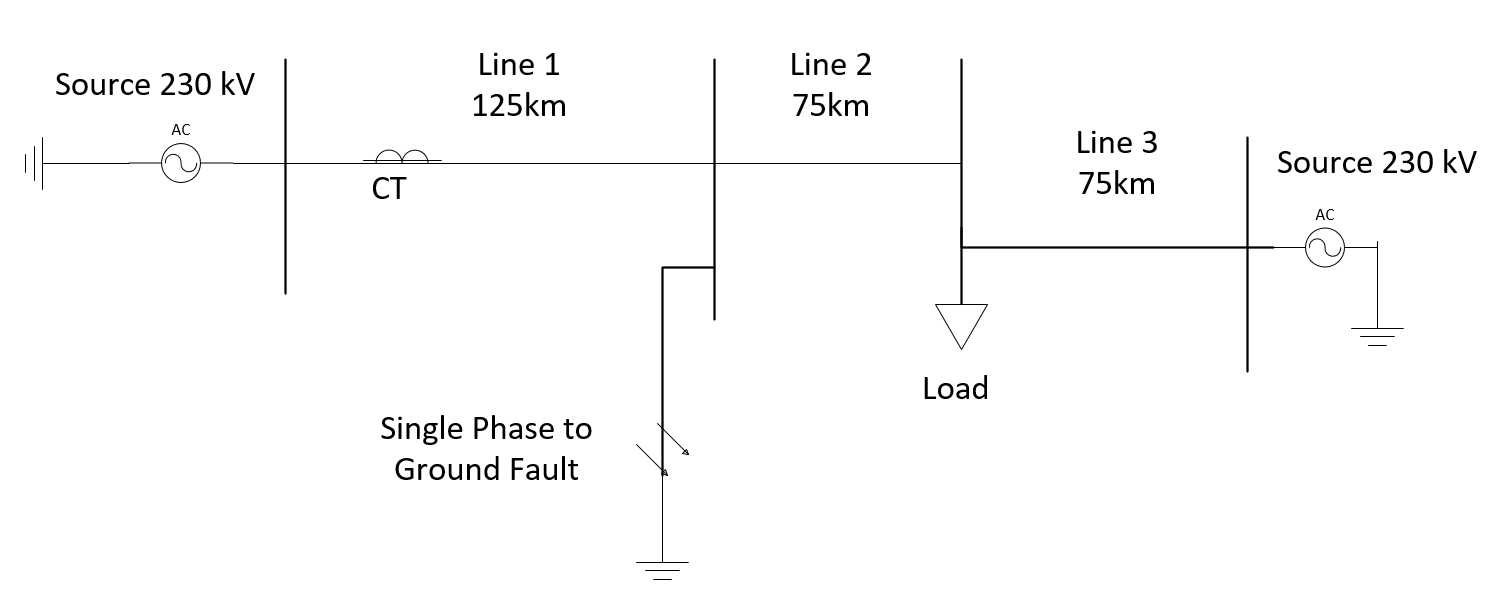 Source 230 kV
AC
Line 1
125km
CT
Line 2
75km
Line 3
75km
Source 230 kV
AC
Load
Single Phase to
Ground Fault